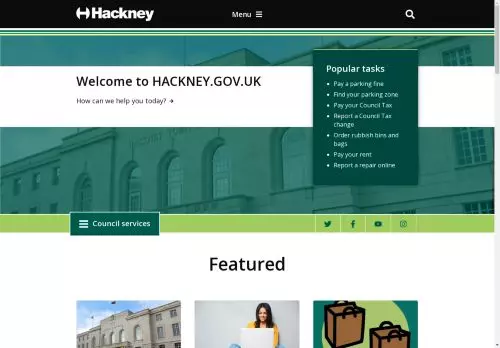 Hackney
Menu
Welcome to HACKNEY.GOV.UK
How can we help you today?
Popular tasks
Pay a parking fine
Find your parking zone
Pay your Council Tax
Report a Council Tax
change
Order rubbish bins and
bags
Pay your rent
Report a repair online
Council services
Featured